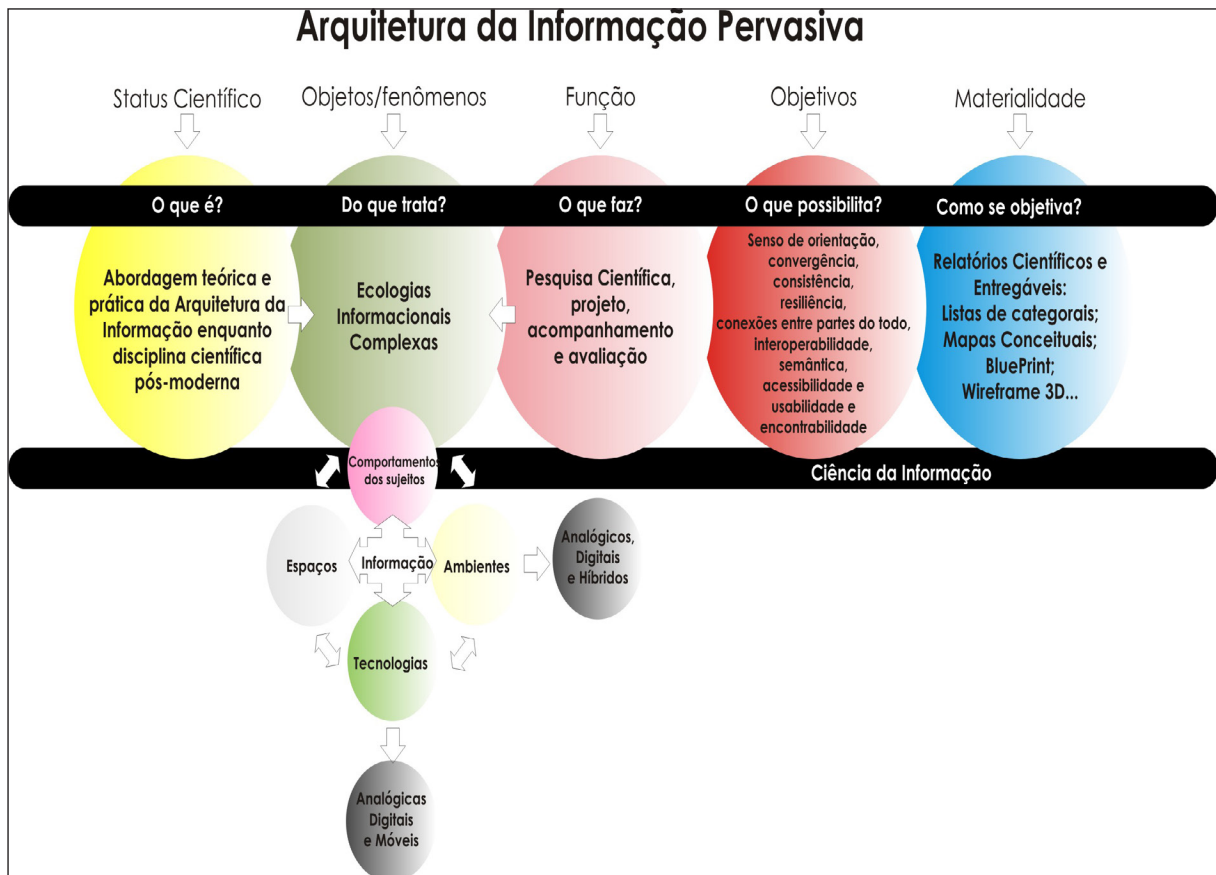 Arquitetura da Informação Pervasiva
Status Científico
Objetos/fenômenos
Função
Objetivos
Materialidade
O que é?
Do que trata?
O que faz?
O que possibilita?
Como se objetiva?
Abordagem teórica e
prática da Arquitetura da
Informação enquanto
disciplina científica
pós-moderna
Ecologias
Informacionais
Complexas
Pesquisa Científica,
projeto,
acompanhamento
e avaliação
Senso de orientação,
convergência,
consistência,
resiliência,
conexões entre partes do todo,
interoperabilidade,
semântica,
acessibilidade e
usabilidade e
encontrabilidade
Relatórios Científicos e
Entregáveis:
Listas de categorais;
Mapas Conceituais;
BluePrint;
Wireframe 3D...
Ciência da Informação
Comportamentos
dos sujeitos
Espaços
Informação
Ambientes
Analógicos,
Digitais
e Híbridos
Tecnologias
Analógicas
Digitais
e Móveis